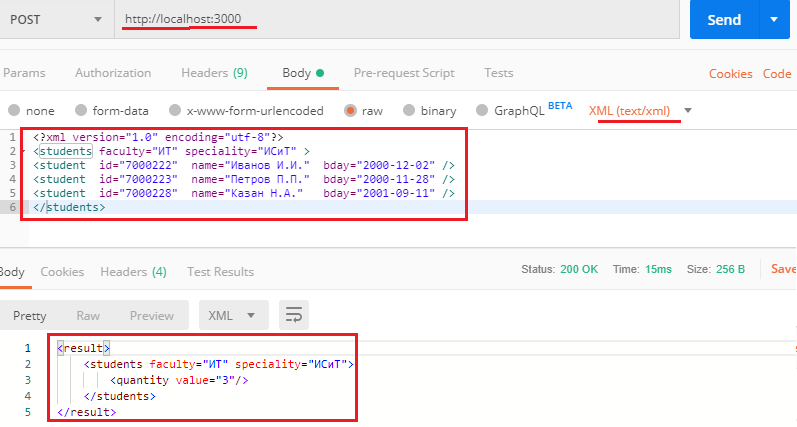 POST http://localhost:3000 Send
Params Authorization Headers (9) Body Pre-request Script Tests Cookies Code
none form-data x-www-form-urlencoded raw binary GraphQL BETA XML (text/xml)
1 <?xml version="1.0" encoding="utf-8"?>
2 <students faculty="ИТ" speciality="ИСиТ" >
3 <student id="7000222" name="Иванов И.И." bday="2000-12-02" />
4 <student id="7000223" name="Петров П.П." bday="2000-11-28" />
5 <student id="7000228" name="Казан Н.А." bday="2001-09-11" />
6 </students>
Body Cookies Headers (4) Test Results Status: 200 OK Time: 15ms Size: 256 B Save
Pretty Raw Preview XML
1 <result>
2 <students faculty="ИТ" speciality="ИСиТ">
3 <quantity value="3"/>
4 </students>
5 </result>